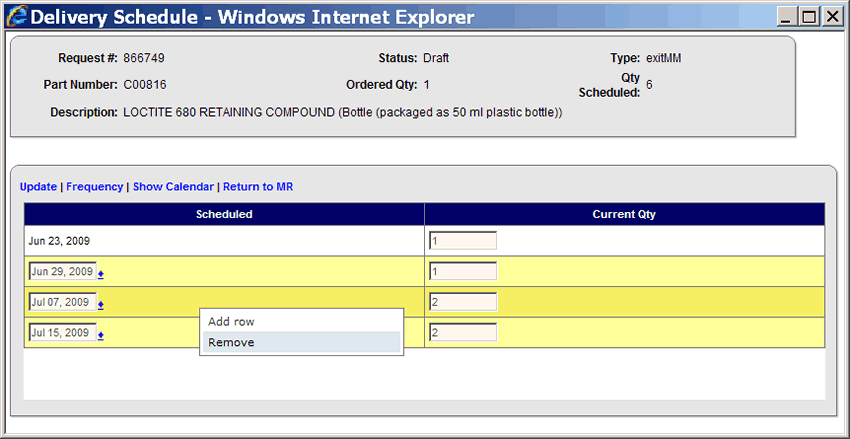 Delivery Schedule - Windows Internet Explorer
Request #: 866749 Status: Draft Type: exitMM
Part Number: C00816 Ordered Qty: 1 Qty Scheduled: 6
Description: LOCTITE 680 RETAINING COMPOUND (Bottle (packaged as 50 ml plastic bottle))
Update | Frequency | Show Calendar | Return to MR
Scheduled Current Qty
Jun 23, 2009 1
Jun 29, 2009 1
Jul 07, 2009 2
Jul 15, 2009 2
Add row
Remove